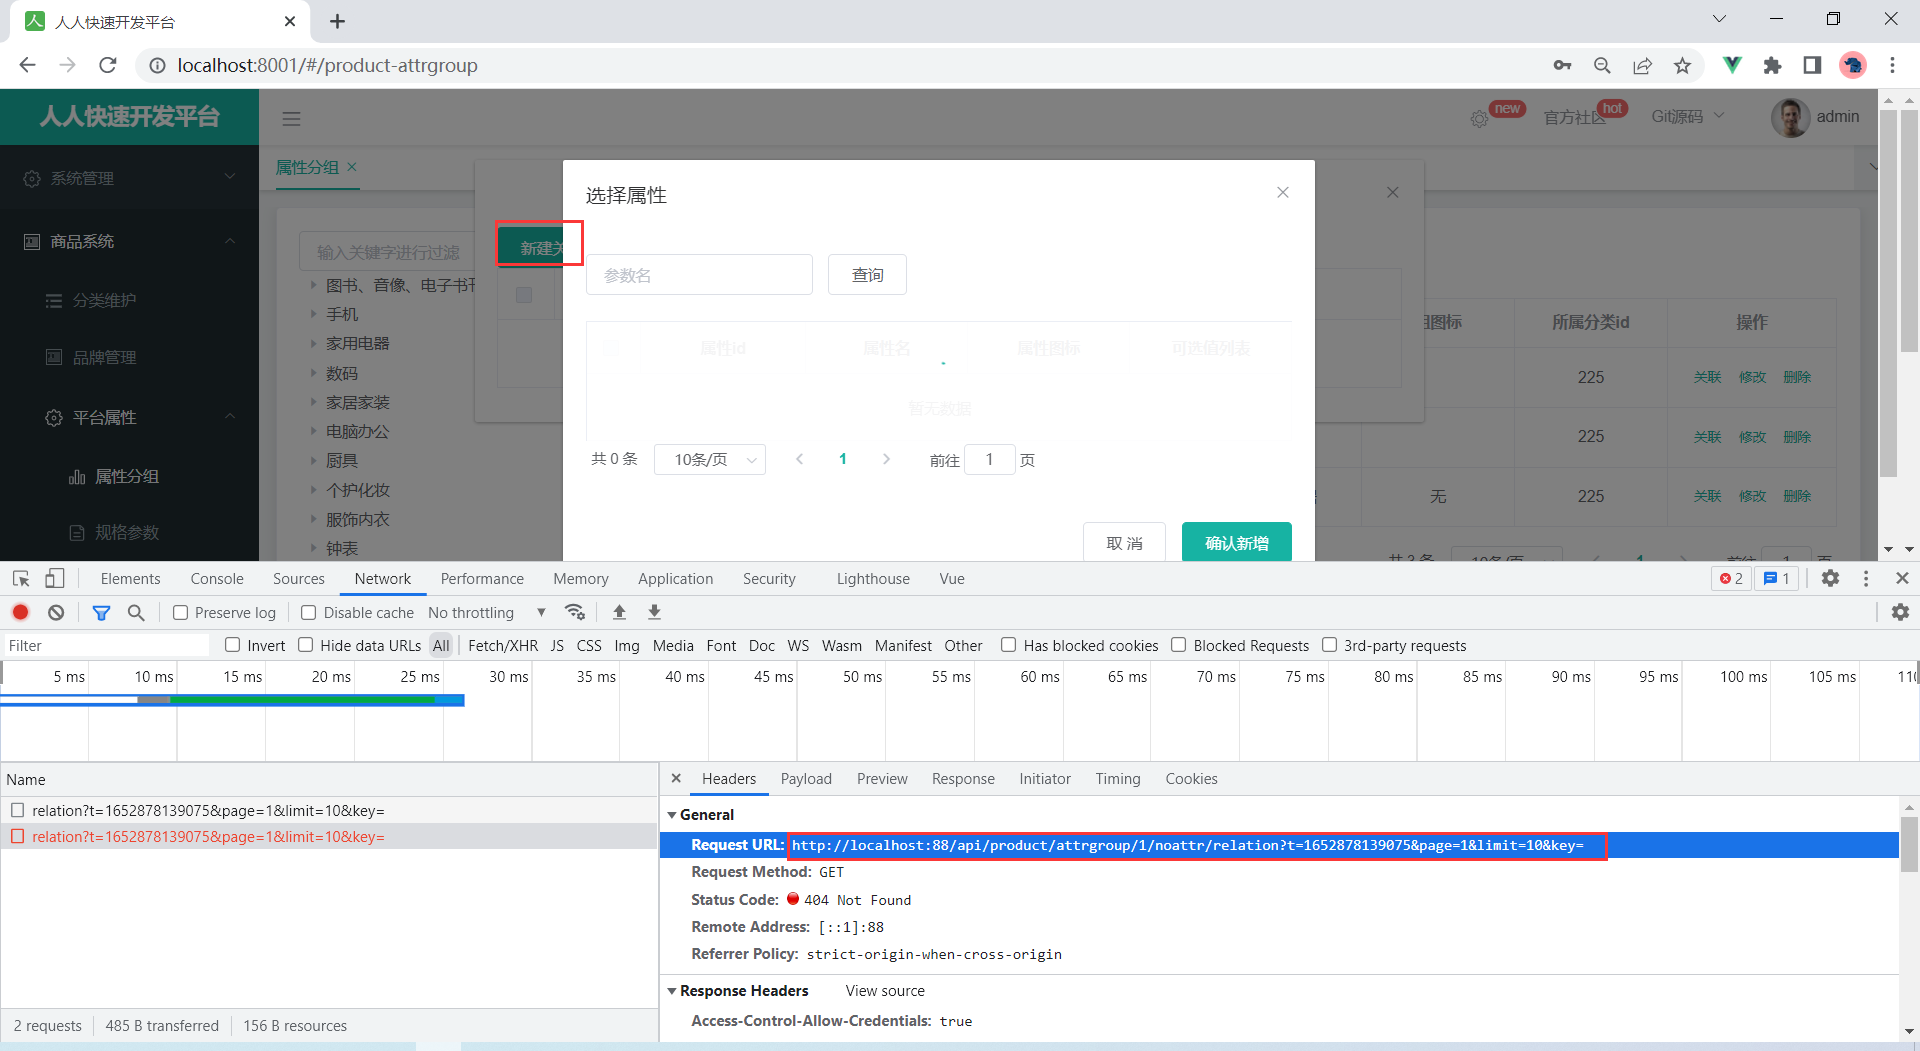 人人快速开发平台
localhost:8001/#/product-attrgroup
人人快速开发平台
new
官方社区
hot
Git源码
admin
系统管理
属性分组
商品系统
分类维护
品牌管理
平台属性
属性分组
规格参数
输入关键字进行过滤
图书、音像、电子书刊
手机
家用电器
数码
家居家装
电脑办公
厨具
个护化妆
服饰内衣
钟表
新建关
选择属性
参数名
查询
属性id 属性名 属性图标 可选值列表
暂无数据
共 0 条 10条/页 1 前往 1 页
取 消 确认新增
组图标 所属分类id 操作
225 关联 修改 删除
225 关联 修改 删除
无 225 关联 修改 删除
共 3 条 10条/页 1 前往 1 页
Elements Console Sources Network Performance Memory Application Security Lighthouse Vue 2 1
Preserve log Disable cache No throttling
Filter Invert Hide data URLs All Fetch/XHR JS CSS Img Media Font Doc WS Wasm Manifest Other Has blocked cookies Blocked Requests 3rd-party requests
5 ms 10 ms 15 ms 20 ms 25 ms 30 ms 35 ms 40 ms 45 ms 50 ms 55 ms 60 ms 65 ms 70 ms 75 ms 80 ms 85 ms 90 ms 95 ms 100 ms 105 ms 110
Name
relation?t=1652878139075&page=1&limit=10&key=
relation?t=1652878139075&page=1&limit=10&key=
2 requests 485 B transferred 156 B resources
Headers Payload Preview Response Initiator Timing Cookies
General
Request URL: http://localhost:88/api/product/attrgroup/1/noattr/relation?t=1652878139075&page=1&limit=10&key=
Request Method: GET
Status Code: 404 Not Found
Remote Address: [::1]:88
Referrer Policy: strict-origin-when-cross-origin
Response Headers View source
Access-Control-Allow-Credentials: true